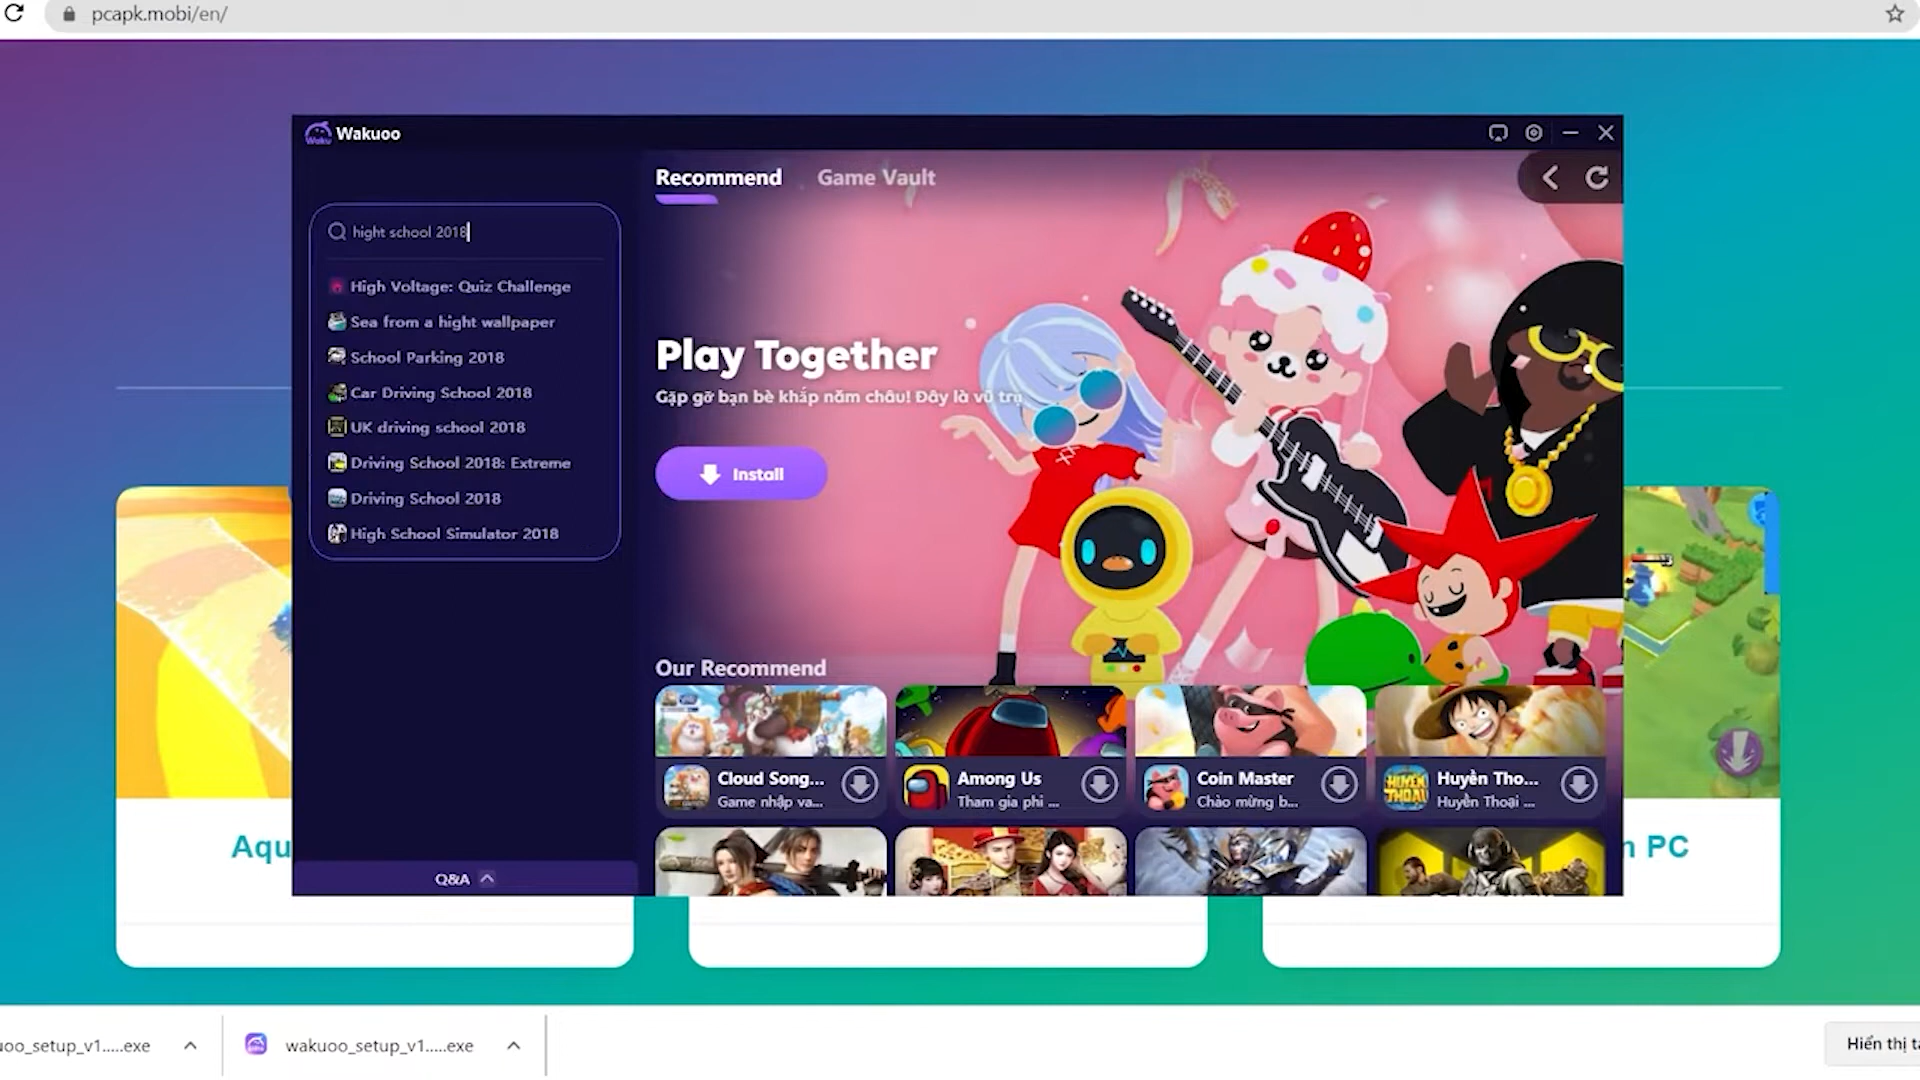 pcapk.mobi/en/
Wakuoo
Recommend
Game Vault
hight school 2018
High Voltage: Quiz Challenge
Sea from a hight wallpaper
School Parking 2018
Car Driving School 2018
UK driving school 2018
Driving School 2018: Extreme
Driving School 2018
High School Simulator 2018
Play Together
Gặp gỡ bạn bè khắp năm châu! Đây là vũ trụ
Install
Our Recommend
Cloud Song...
Game nhập va...
Among Us
Tham gia phi ...
Coin Master
Chào mừng b...
HUYỀN THOẠI
Huyền Tho...
Huyền Thoại ...
Aqu
n PC
Q&A
uoo_setup_v1.....exe
wakuoo_setup_v1.....exe
Hiển thị tấ